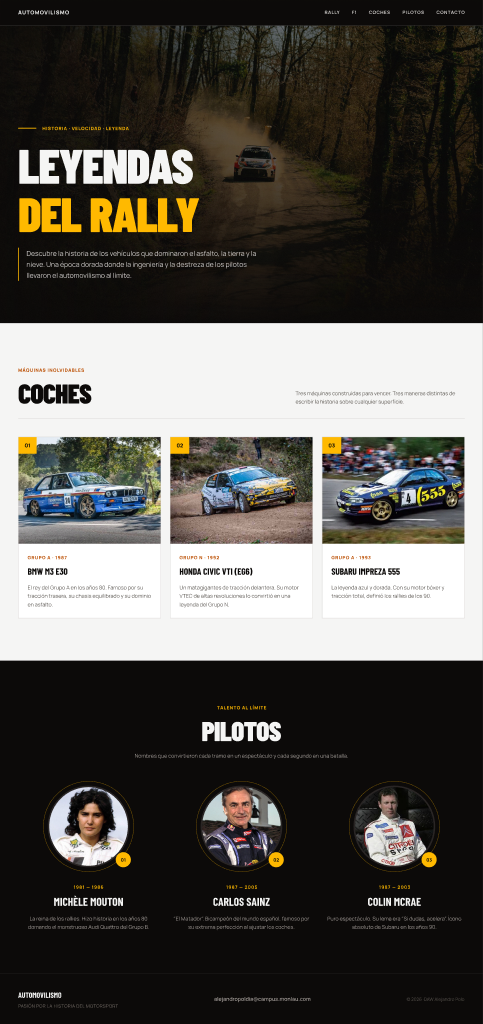 AUTOMOVILISMO
RALLY F1 COCHES PILOTOS CONTACTO
HISTORIA · VELOCIDAD · LEYENDA
LEYENDAS
DEL RALLY
Descubre la historia de los vehículos que dominaron el asfalto, la tierra y la
nieve. Una época dorada donde la ingeniería y la destreza de los pilotos
llevaron el automovilismo al límite.
MÁQUINAS INOLVIDABLES
COCHES
Tres máquinas construidas para vencer. Tres maneras distintas de
escribir la historia sobre cualquier superficie.
01
02
03
4
555
GRUPO A · 1987
BMW M3 E30
El rey del Grupo A en los años 80. Famoso por su
tracción trasera, su chasis equilibrado y su dominio
en asfalto.
GRUPO N · 1992
HONDA CIVIC VTI (EG6)
Un matagigantes de tracción delantera. Su motor
VTEC de altas revoluciones lo convirtió en una
leyenda del Grupo N.
GRUPO A · 1993
SUBARU IMPREZA 555
La leyenda azul y dorada. Con su motor bóxer y
tracción total, definió los rallies de los 90.
TALENTO AL LÍMITE
PILOTOS
Nombres que convirtieron cada tramo en un espectáculo y cada segundo en una batalla.
01
02
03
1981 — 1986
MICHÈLE MOUTON
La reina de los rallies. Hizo historia en los años 80
domando el monstruoso Audi Quattro del Grupo B.
1987 — 2005
CARLOS SAINZ
"El Matador". Bicampeón del mundo español, famoso por
su extrema perfección al ajustar los coches.
1987 — 2003
COLIN MCRAE
Puro espectáculo. Su lema era "Si dudas, acelera". Icono
absoluto de Subaru en los años 90.
AUTOMOVILISMO
PASIÓN POR LA HISTORIA DEL MOTORSPORT
alejandropoldie@campus.monlau.com